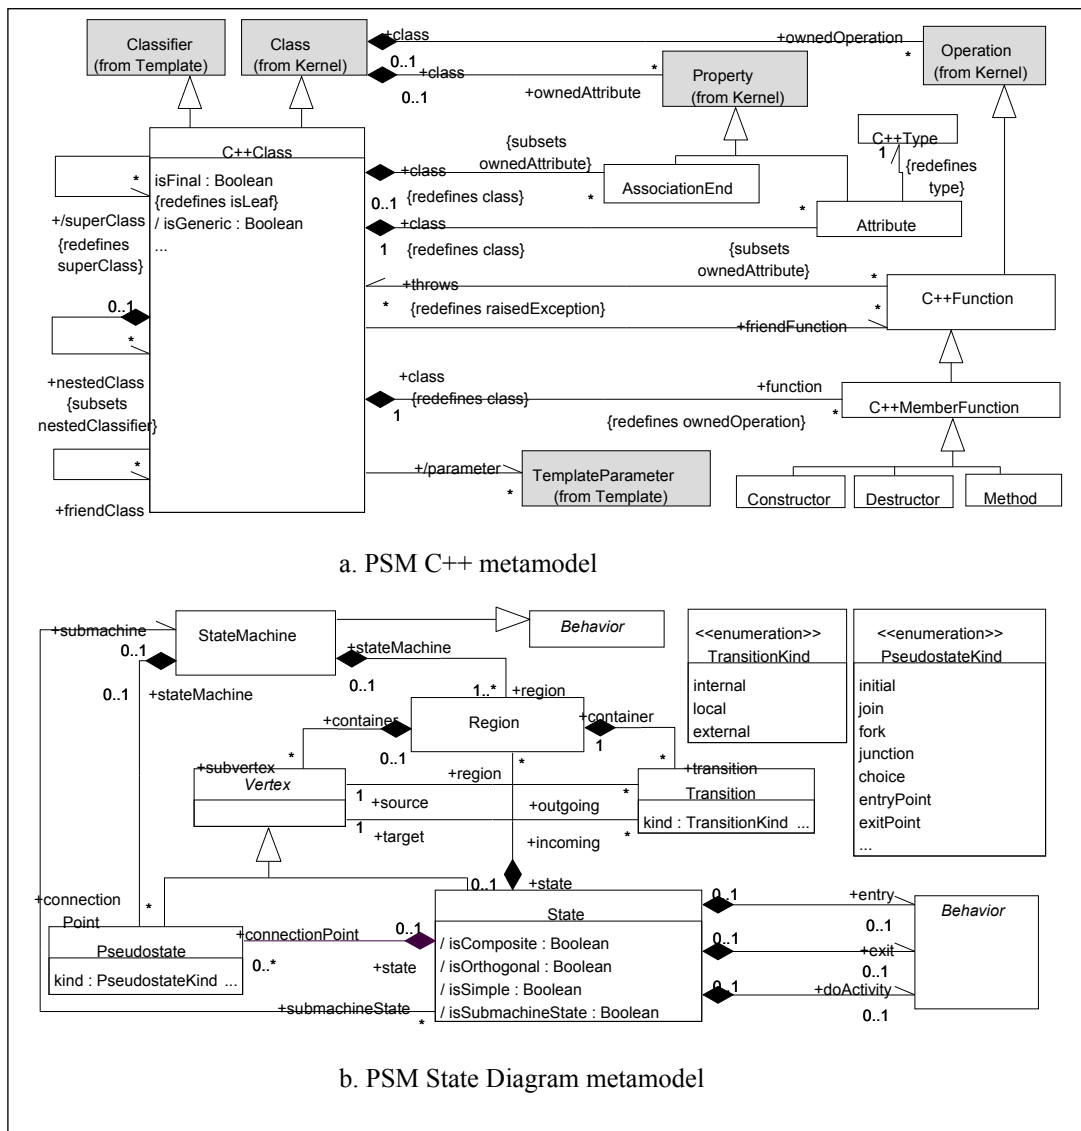 Classifier
(from Template)
Class
(from Kernel)
+class
0..1
+class
0..1
+ownedOperation
*
Operation
(from Kernel)
*
+ownedAttribute
Property
(from Kernel)
C++Class
isFinal : Boolean
{redefines isLeaf}
/ isGeneric : Boolean
...
*
+/superClass
{redefines
superClass}
0..1
*
+nestedClass
{subsets
nestedClassifier}
*
+friendClass
+class
0..1
{redefines class}
{subsets
ownedAttribute}
*
AssociationEnd
C++Type
1
{redefines
type}
+class
1
{redefines class}
*
Attribute
{subsets
ownedAttribute}
+throws
*
{redefines raisedException}
*
*
+friendFunction
C++Function
+class
{redefines class}
1
+function
{redefines ownedOperation}
*
C++MemberFunction
+/parameter
*
TemplateParameter
(from Template)
Constructor
Destructor
Method
a. PSM C++ metamodel
+submachine
0..1
StateMachine
Behavior
<<enumeration>>
TransitionKind
internal
local
external
<<enumeration>>
PseudostateKind
initial
join
fork
junction
choice
entryPoint
exitPoint
...
0..1
+stateMachine
+stateMachine
0..1
1..*
+region
Region
+container
0..1
+container
1
*
+subvertex
Vertex
*
+region
*
+transition
Transition
kind : TransitionKind ...
1
+source
*
+outgoing
1
+target
*
+incoming
0..1
+state
+connection
Point
*
Pseudostate
kind : PseudostateKind ...
+connectionPoint
0..*
0..1
+state
State
/ isComposite : Boolean
/ isOrthogonal : Boolean
/ isSimple : Boolean
/ isSubmachineState : Boolean
+submachineState
*
0..1
+entry
0..1
0..1
+exit
0..1
0..1
+doActivity
0..1
Behavior
b. PSM State Diagram metamodel